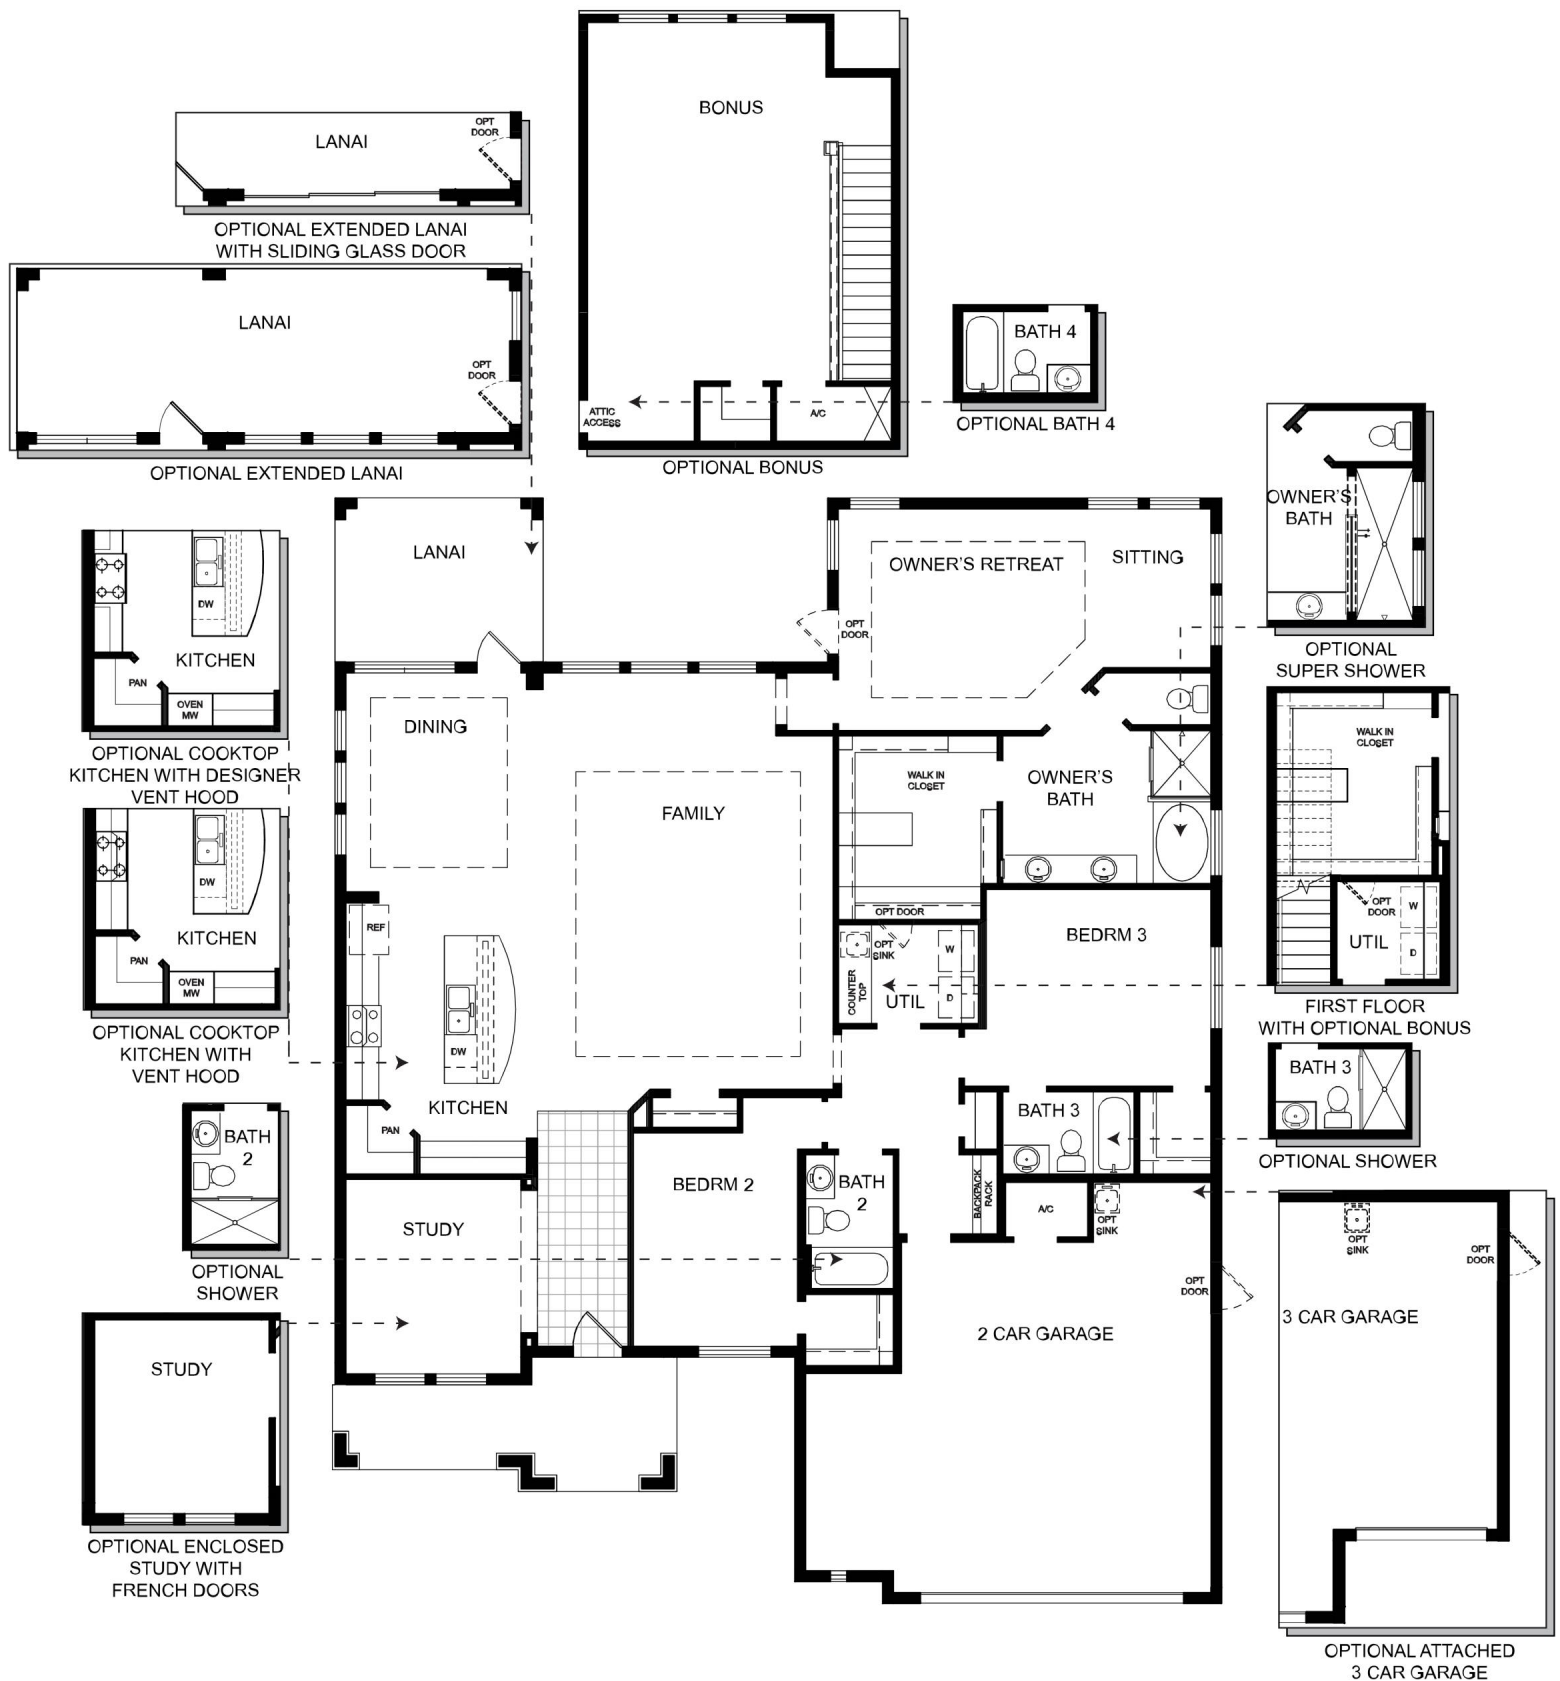 BONUS
OPT
DOOR
LANAI
OPTIONAL EXTENDED LANAI
WITH SLIDING GLASS DOOR
LANAI
OPT
DOOR
OPTIONAL EXTENDED LANAI
ATTIC
ACCESS
A/C
OPTIONAL BONUS
BATH 4
OPTIONAL BATH 4
OWNER'S
BATH
OPTIONAL
SUPER SHOWER
DW
KITCHEN
PAN
OVEN
MW
OPTIONAL COOKTOP
KITCHEN WITH DESIGNER
VENT HOOD
DW
KITCHEN
PAN
OVEN
MW
OPTIONAL COOKTOP
KITCHEN WITH
VENT HOOD
LANAI
OWNER'S RETREAT
SITTING
OPT
DOOR
DINING
FAMILY
WALK IN
CLOSET
OWNER'S
BATH
OPT DOOR
REF
DW
KITCHEN
PAN
OPT
SINK
COUNTER
TOP
W
D
UTIL
BEDRM 3
WALK IN
CLOSET
OPT
DOOR
W
D
UTIL
FIRST FLOOR
WITH OPTIONAL BONUS
BATH 3
OPTIONAL SHOWER
BATH 3
BATH
2
OPTIONAL
SHOWER
STUDY
BEDRM 2
BATH
2
BACKPACK
RACK
A/C
OPT
SINK
OPT
DOOR
2 CAR GARAGE
STUDY
OPTIONAL ENCLOSED
STUDY WITH
FRENCH DOORS
OPT
SINK
OPT
DOOR
3 CAR GARAGE
OPTIONAL ATTACHED
3 CAR GARAGE